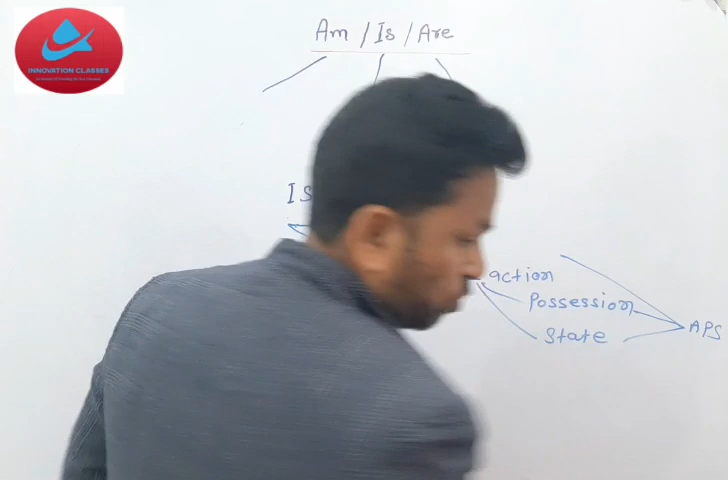 INNOVATION CLASSES
Am / Is / Are
Is
action
Possession
State
APS